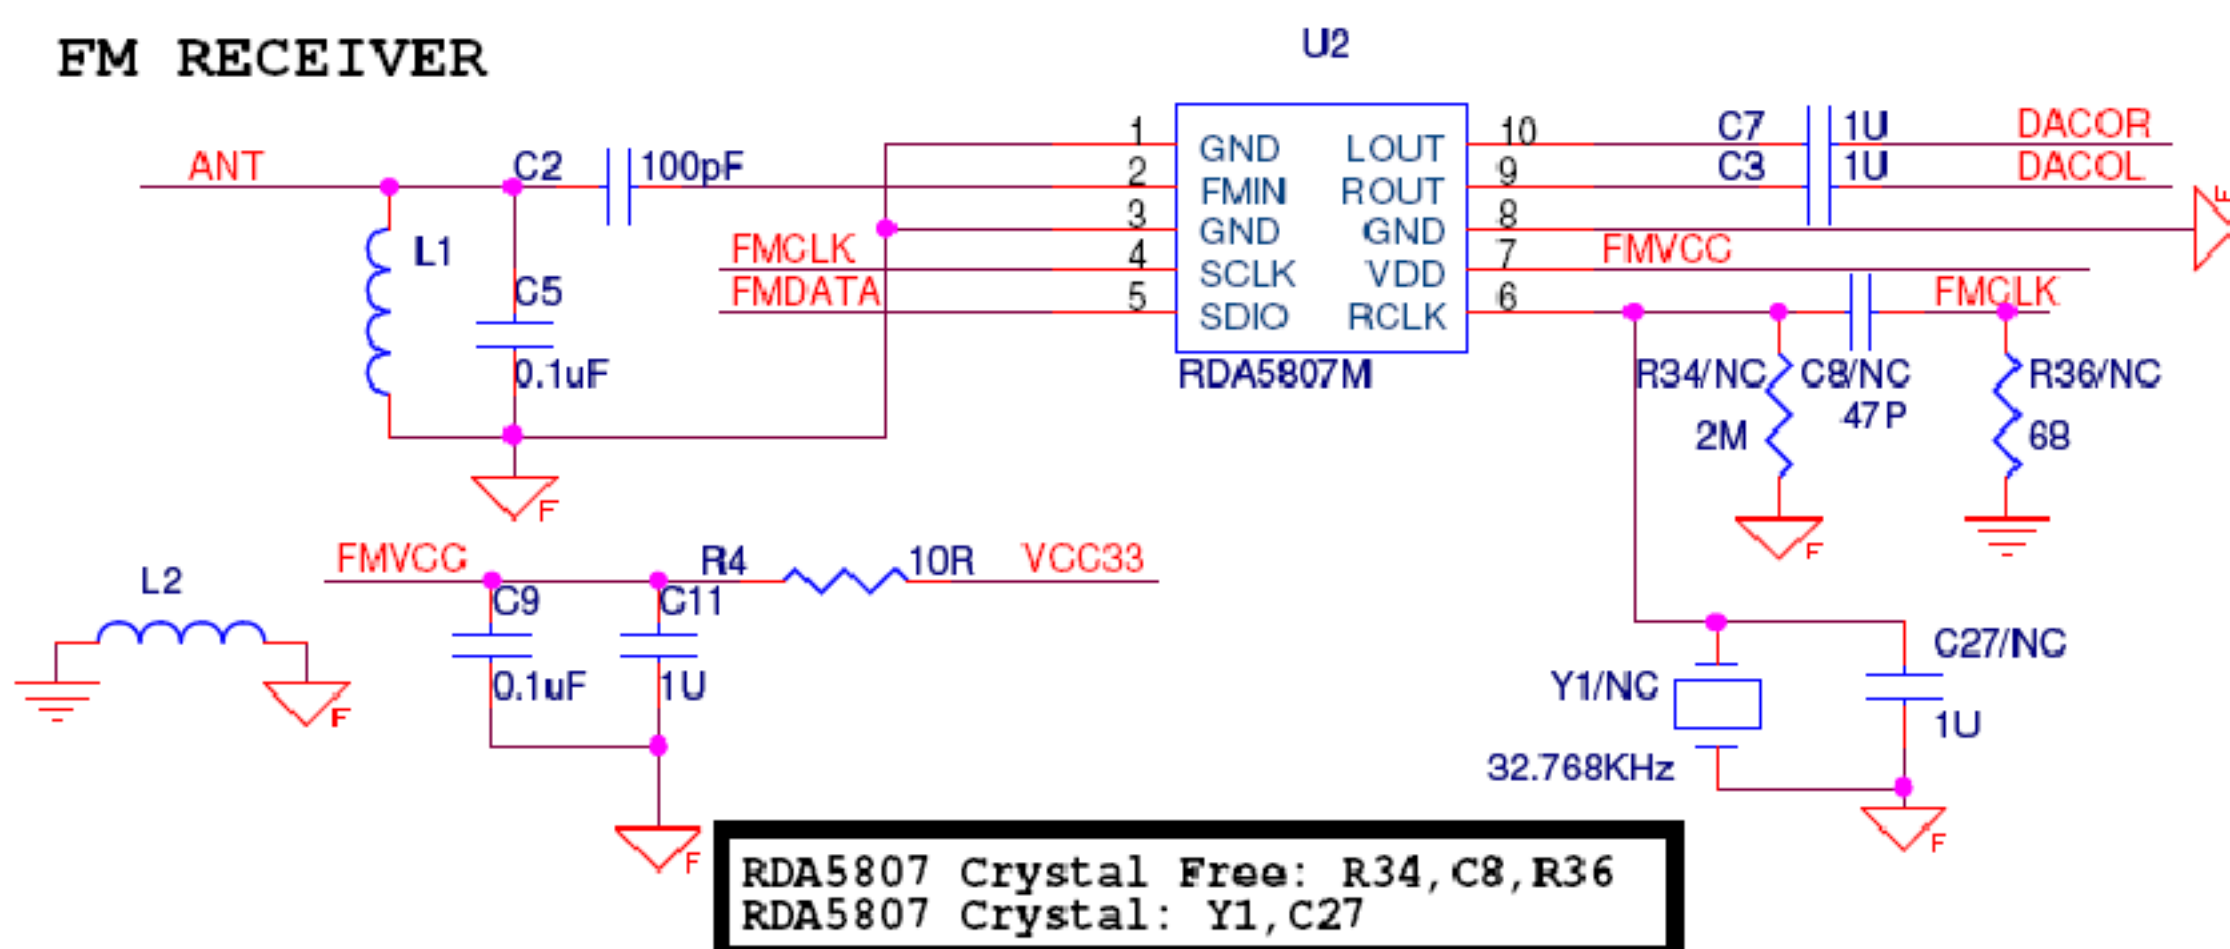 FM RECEIVER
U2
ANT
C2
100pF
L1
C5
0.1uF
F
FMCLK
FMDATA
1
2
3
4
5
GND
FMIN
GND
SCLK
SDIO
LOUT
ROUT
GND
VDD
RCLK
10
9
8
7
6
RDA5807M
C7
1U
DACOR
C3
1U
DACOL
F
FMVCC
FMCLK
R34/NC
2M
C8/NC
47P
R36/NC
68
F
L2
F
FMVCC
R4
10R
VCC33
C9
0.1uF
C11
1U
F
Y1/NC
32.768KHz
C27/NC
1U
F
RDA5807 Crystal Free: R34,C8,R36
RDA5807 Crystal: Y1,C27